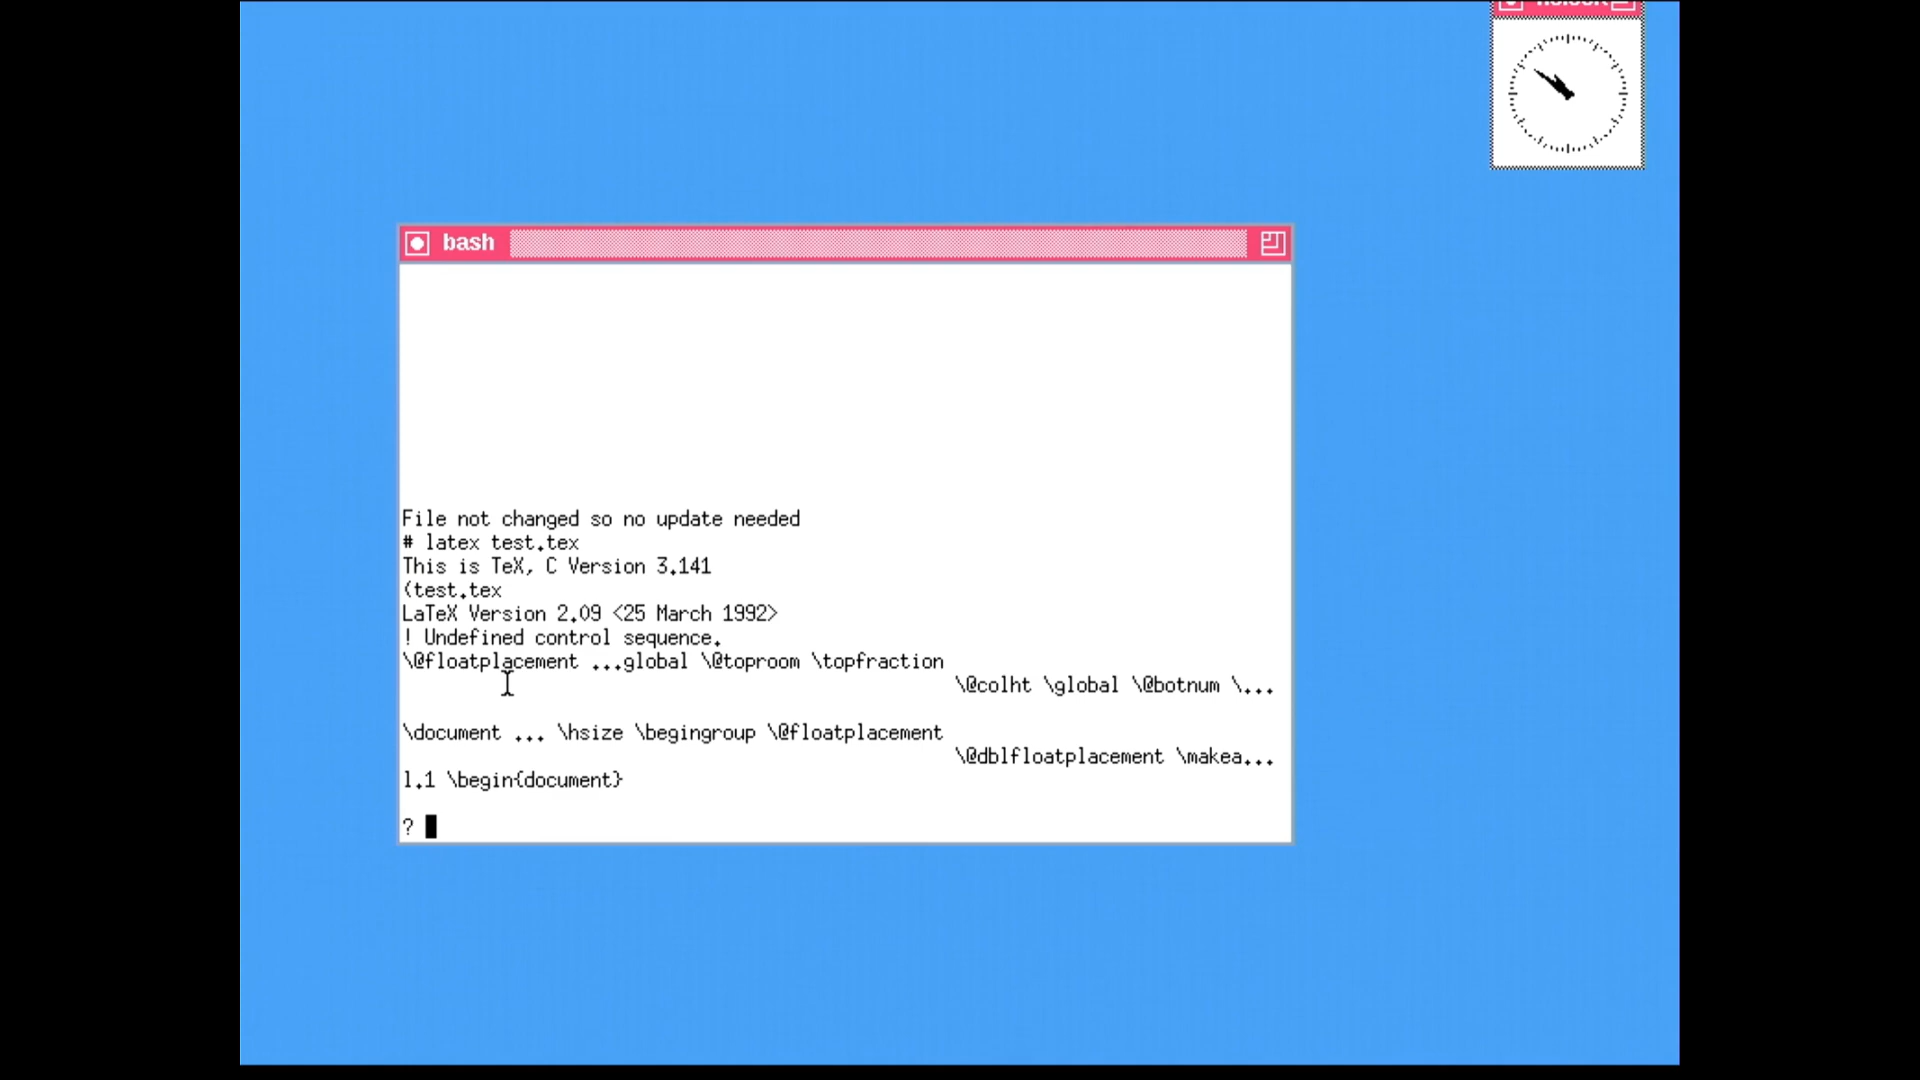 bash
File not changed so no update needed
# latex test.tex
This is TeX, C Version 3.141
(test.tex
LaTeX Version 2.09 <25 March 1992>
! Undefined control sequence.
\@floatplacement ...global \@toproom \topfraction
\@colht \global \@botnum \...
\document ... \hsize \begingroup \@floatplacement
\@dblfloatplacement \makea...
l.1 \begin{document}
?